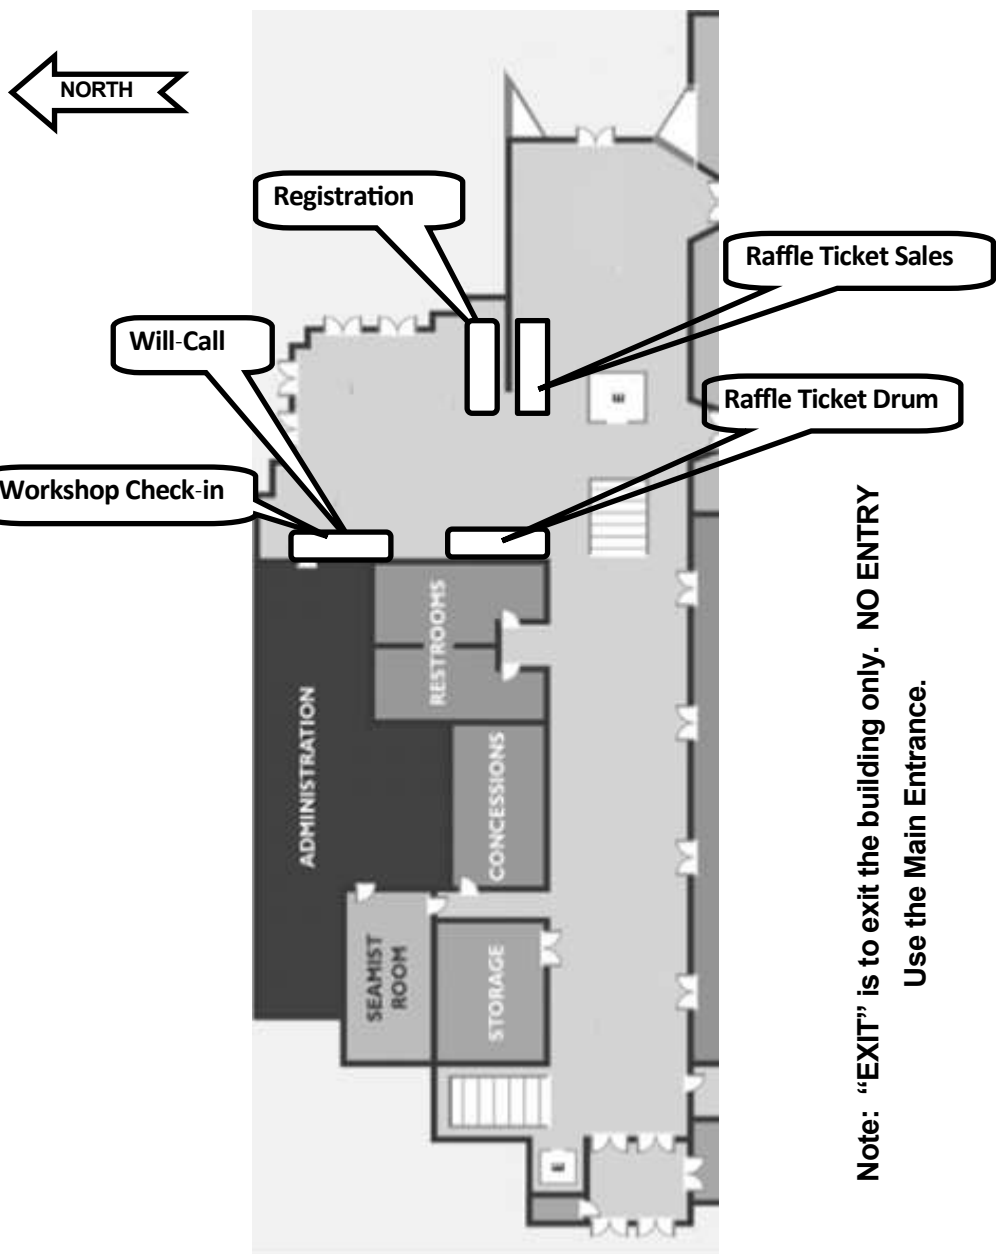 NORTH
Registration
Raffle Ticket Sales
Will-Call
Raffle Ticket Drum
Workshop Check-in
E
RESTROOMS
ADMINISTRATION
CONCESSIONS
SEAMIST
ROOM
STORAGE
E
Note: “EXIT” is to exit the building only. NO ENTRY
Use the Main Entrance.